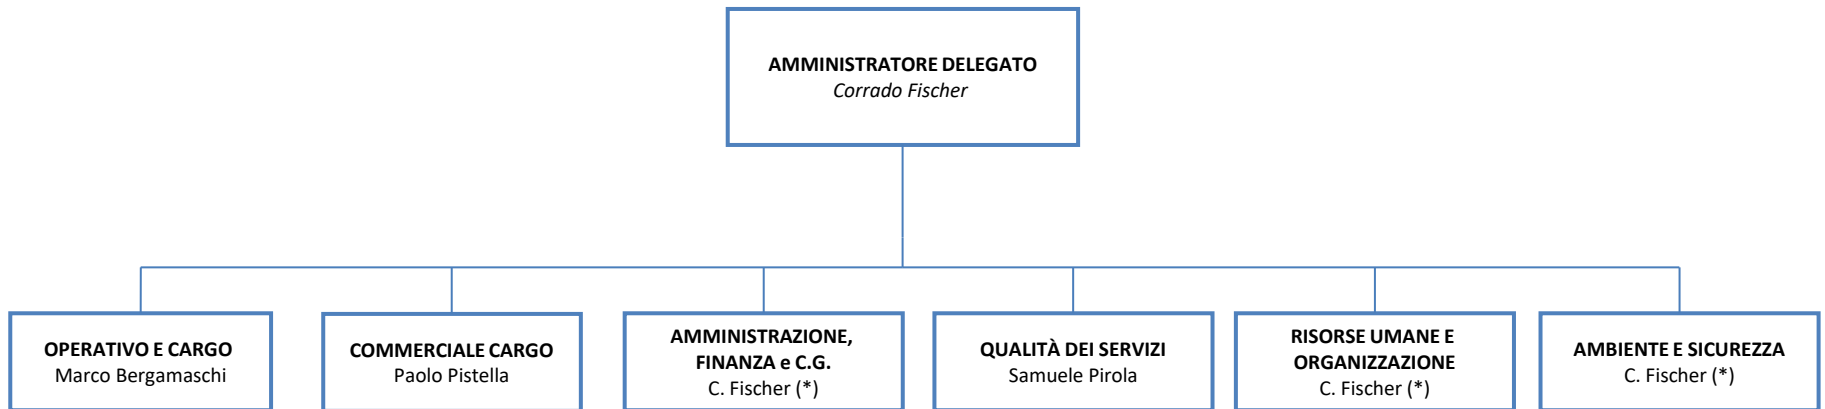 AMMINISTRATORE DELEGATO
Corrado Fischer
OPERATIVO E CARGO
Marco Bergamaschi
COMMERCIALE CARGO
Paolo Pistella
AMMINISTRAZIONE,
FINANZA e C.G.
C. Fischer (*)
QUALITÀ DEI SERVIZI
Samuele Pirola
RISORSE UMANE E
ORGANIZZAZIONE
C. Fischer (*)
AMBIENTE E SICUREZZA
C. Fischer (*)